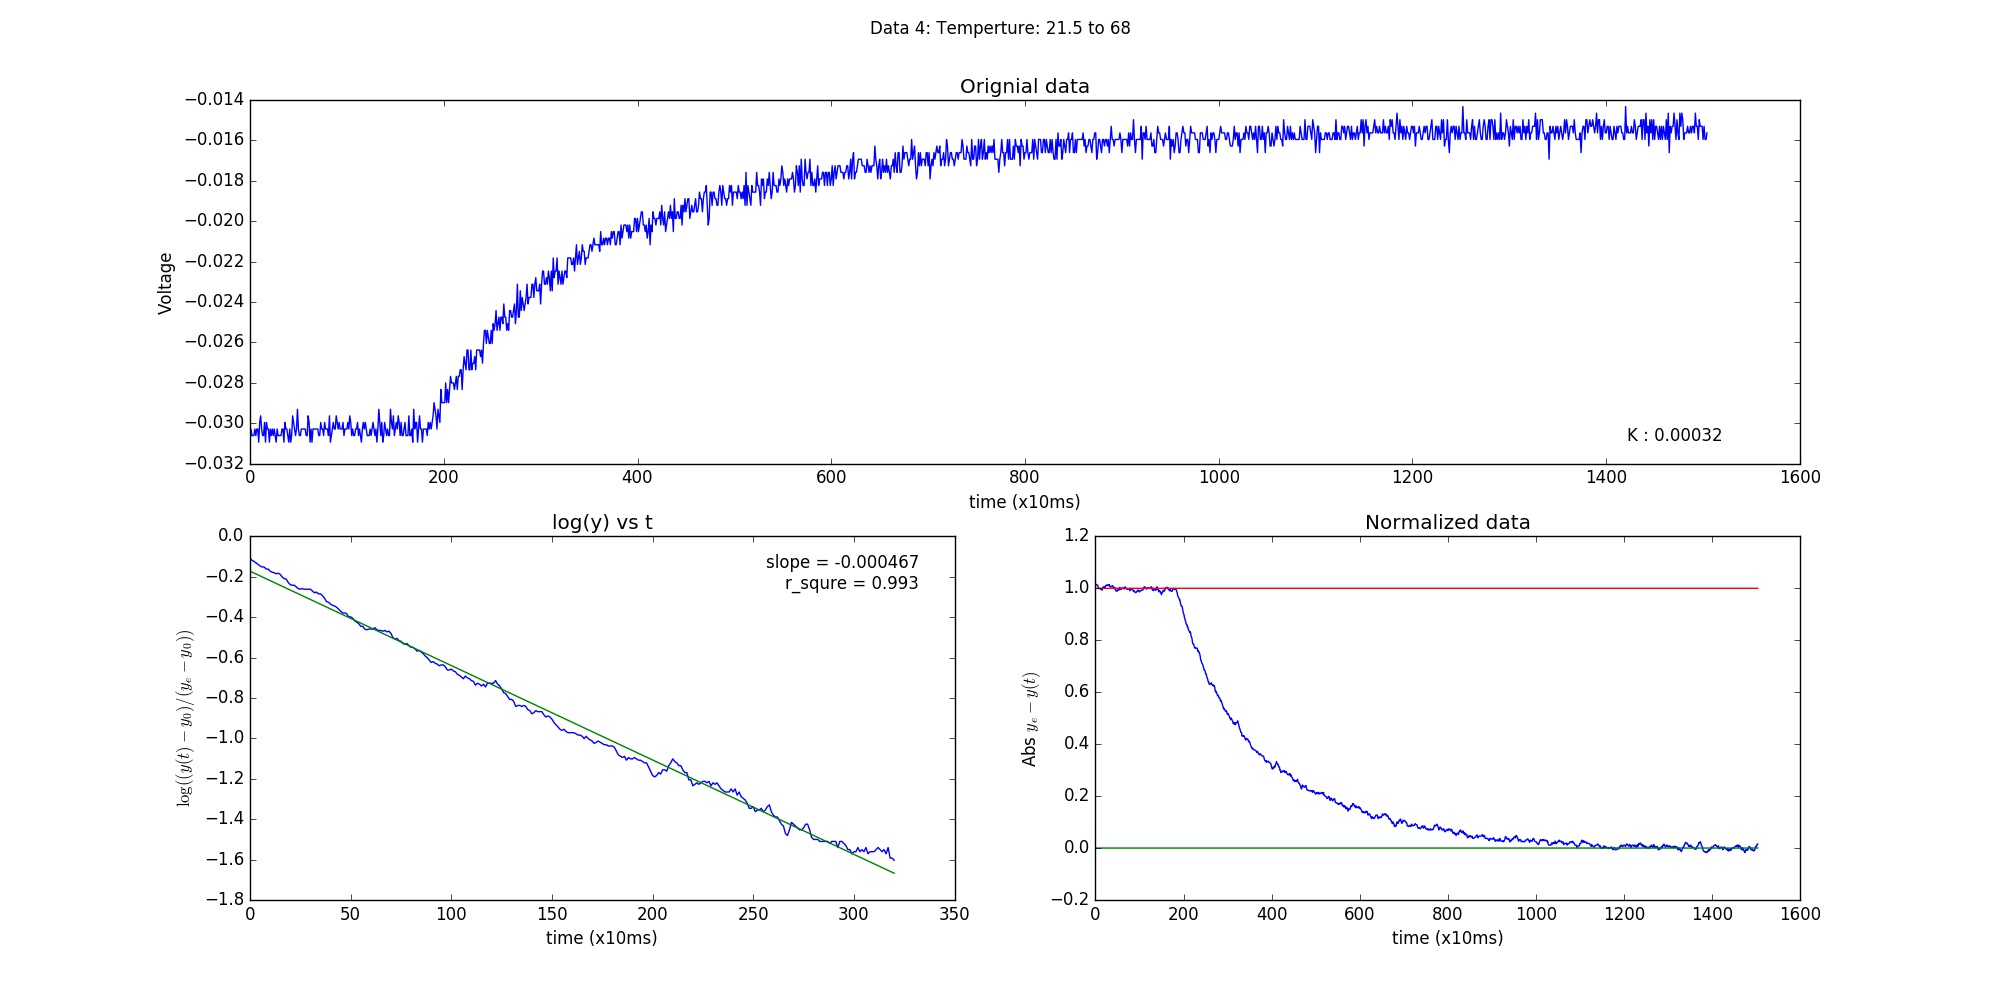 Data 4: Temperture: 21.5 to 68
Orignial data
−0.014
−0.016
−0.018
−0.020
−0.022
−0.024
−0.026
−0.028
−0.030
−0.032
Voltage
K : 0.00032
0 200 400 600 800 1000 1200 1400 1600
time (x10ms)
log(y) vs t
0.0
−0.2
−0.4
−0.6
−0.8
−1.0
−1.2
−1.4
−1.6
−1.8
log((y(t) − y₀)/(yₑ − y₀))
slope = -0.000467
r_squre = 0.993
0 50 100 150 200 250 300 350
time (x10ms)
Normalized data
1.2
1.0
0.8
0.6
0.4
0.2
0.0
−0.2
Abs yₑ − y(t)
0 200 400 600 800 1000 1200 1400 1600
time (x10ms)